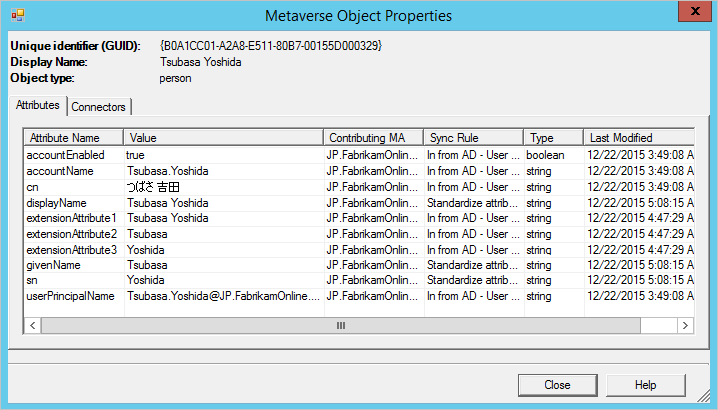 Metaverse Object Properties
x
Unique identifier (GUID): {B0A1CC01-A2A8-E511-80B7-00155D000329}
Display Name: Tsubasa Yoshida
Object type: person
Attributes Connectors
Attribute Name Value Contributing MA Sync Rule Type Last Modified
accountEnabled true JP.FabrikamOnlin... In from AD - User ... boolean 12/22/2015 3:49:08 A
accountName Tsubasa.Yoshida JP.FabrikamOnlin... In from AD - User ... string 12/22/2015 3:49:08 A
cn つばさ 吉田 JP.FabrikamOnlin... In from AD - User ... string 12/22/2015 3:49:08 A
displayName Tsubasa Yoshida JP.FabrikamOnlin... Standardize attrib... string 12/22/2015 5:08:15 A
extensionAttribute1 Tsubasa Yoshida JP.FabrikamOnlin... In from AD - User ... string 12/22/2015 4:47:29 A
extensionAttribute2 Tsubasa JP.FabrikamOnlin... In from AD - User ... string 12/22/2015 4:47:29 A
extensionAttribute3 Yoshida JP.FabrikamOnlin... In from AD - User ... string 12/22/2015 4:47:29 A
givenName Tsubasa JP.FabrikamOnlin... Standardize attrib... string 12/22/2015 5:08:15 A
sn Yoshida JP.FabrikamOnlin... Standardize attrib... string 12/22/2015 5:08:15 A
userPrincipalName Tsubasa.Yoshida@JP.FabrikamOnline.... JP.FabrikamOnlin... In from AD - User ... string 12/22/2015 3:49:08 A
Close Help